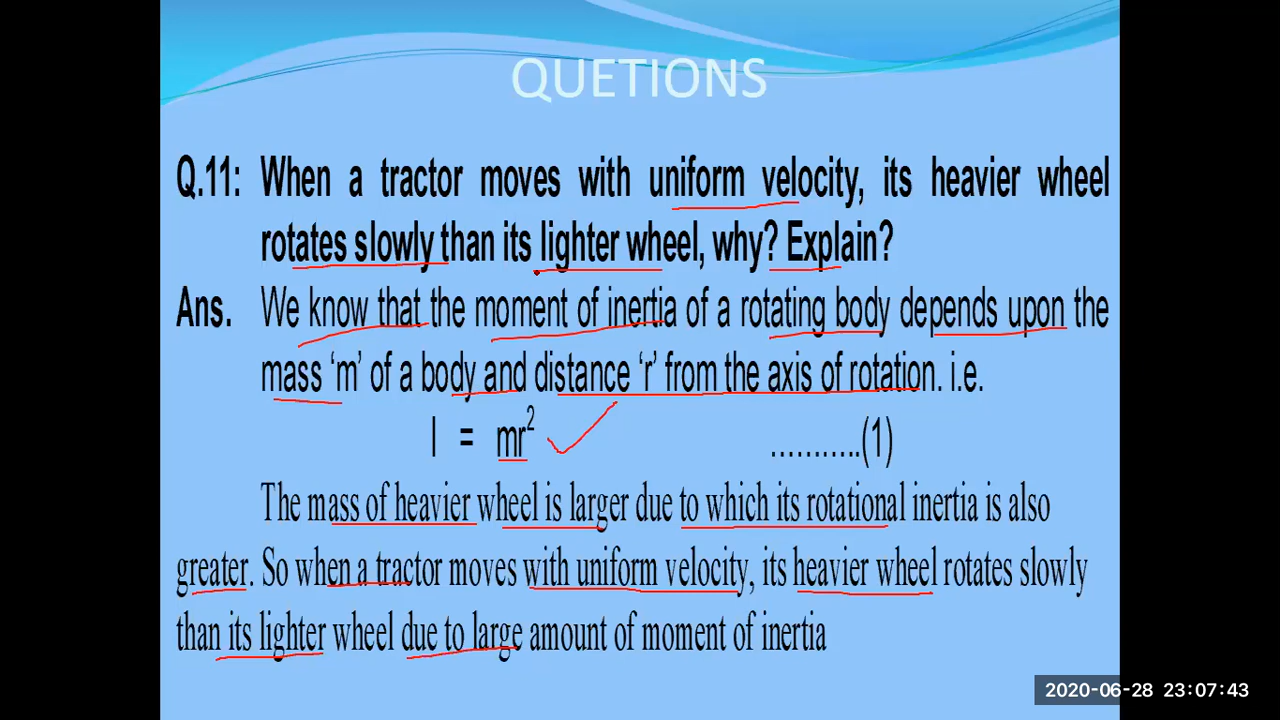 QUETIONS
Q.11: When a tractor moves with uniform velocity, its heavier wheel
rotates slowly than its lighter wheel, why? Explain?
Ans. We know that the moment of inertia of a rotating body depends upon the
mass ‘m’ of a body and distance ‘r’ from the axis of rotation. i.e.
I = mr² ………..(1)
The mass of heavier wheel is larger due to which its rotational inertia is also
greater. So when a tractor moves with uniform velocity, its heavier wheel rotates slowly
than its lighter wheel due to large amount of moment of inertia
2020-06-28 23:07:43